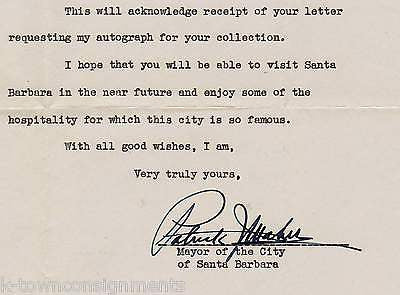 This will acknowledge receipt of your letter
requesting my autograph for your collection.
I hope that you will be able to visit Santa
Barbara in the near future and enjoy some of the
hospitality for which this city is so famous.
With all good wishes, I am,
Very truly yours,
Patrick J. Maher
Mayor of the City
of Santa Barbara
k-townconsignments